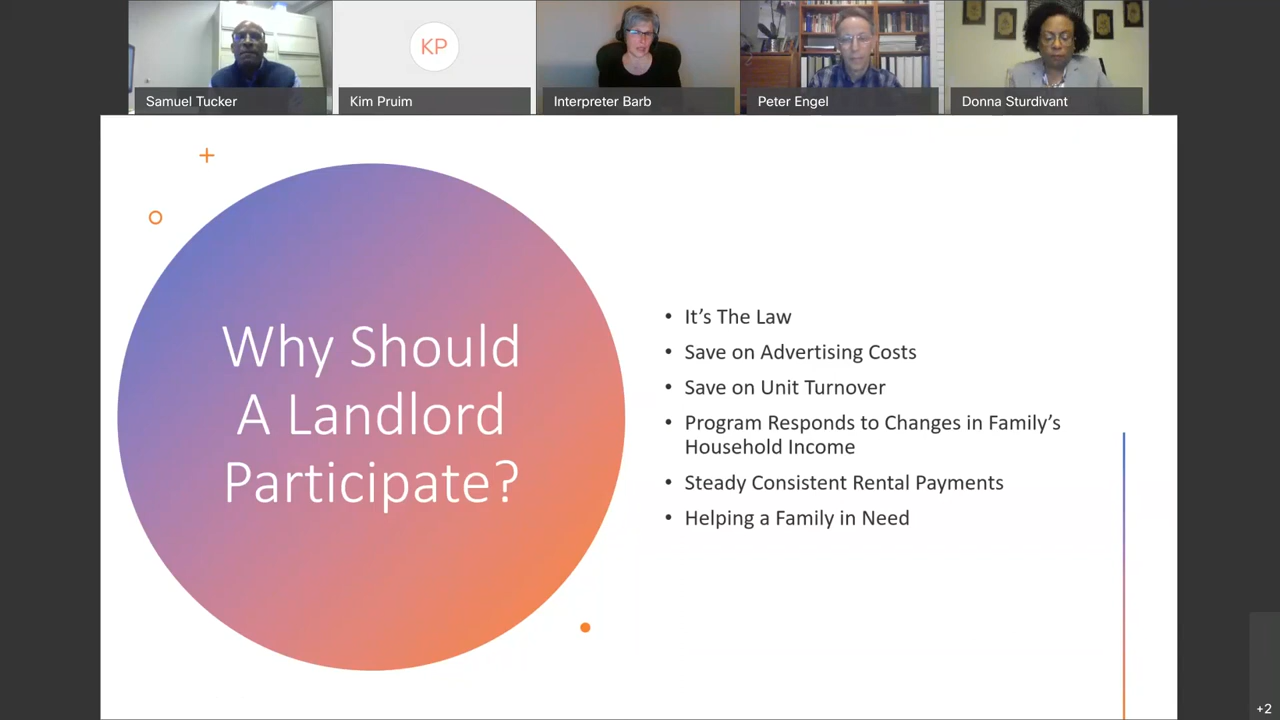 KP
Samuel Tucker
Kim Pruim
Interpreter Barb
Peter Engel
Donna Sturdivant
Why Should
A Landlord
Participate?
• It’s The Law
• Save on Advertising Costs
• Save on Unit Turnover
• Program Responds to Changes in Family’s
Household Income
• Steady Consistent Rental Payments
• Helping a Family in Need
+2